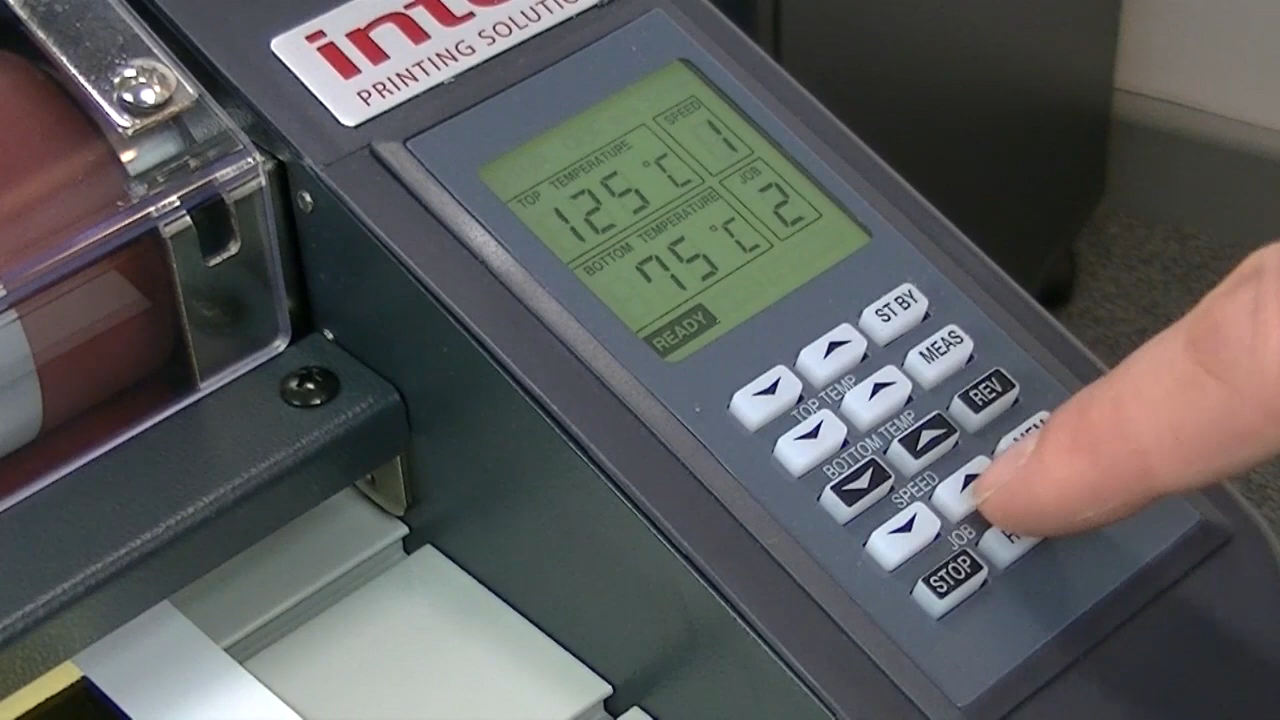 inte
PRINTING SOLUTIO
SPEED
1
TOP TEMPERATURE
125°C
JOB
2
BOTTOM TEMPERATURE
75°C
READY
ST BY
MEAS
TOP TEMP
REV
BOTTOM TEMP
SPEED
JOB
STOP